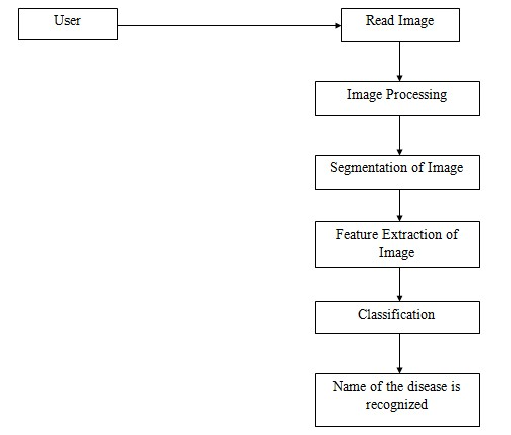 User
Read Image
Image Processing
Segmentation of Image
Feature Extraction of
Image
Classification
Name of the disease is
recognized